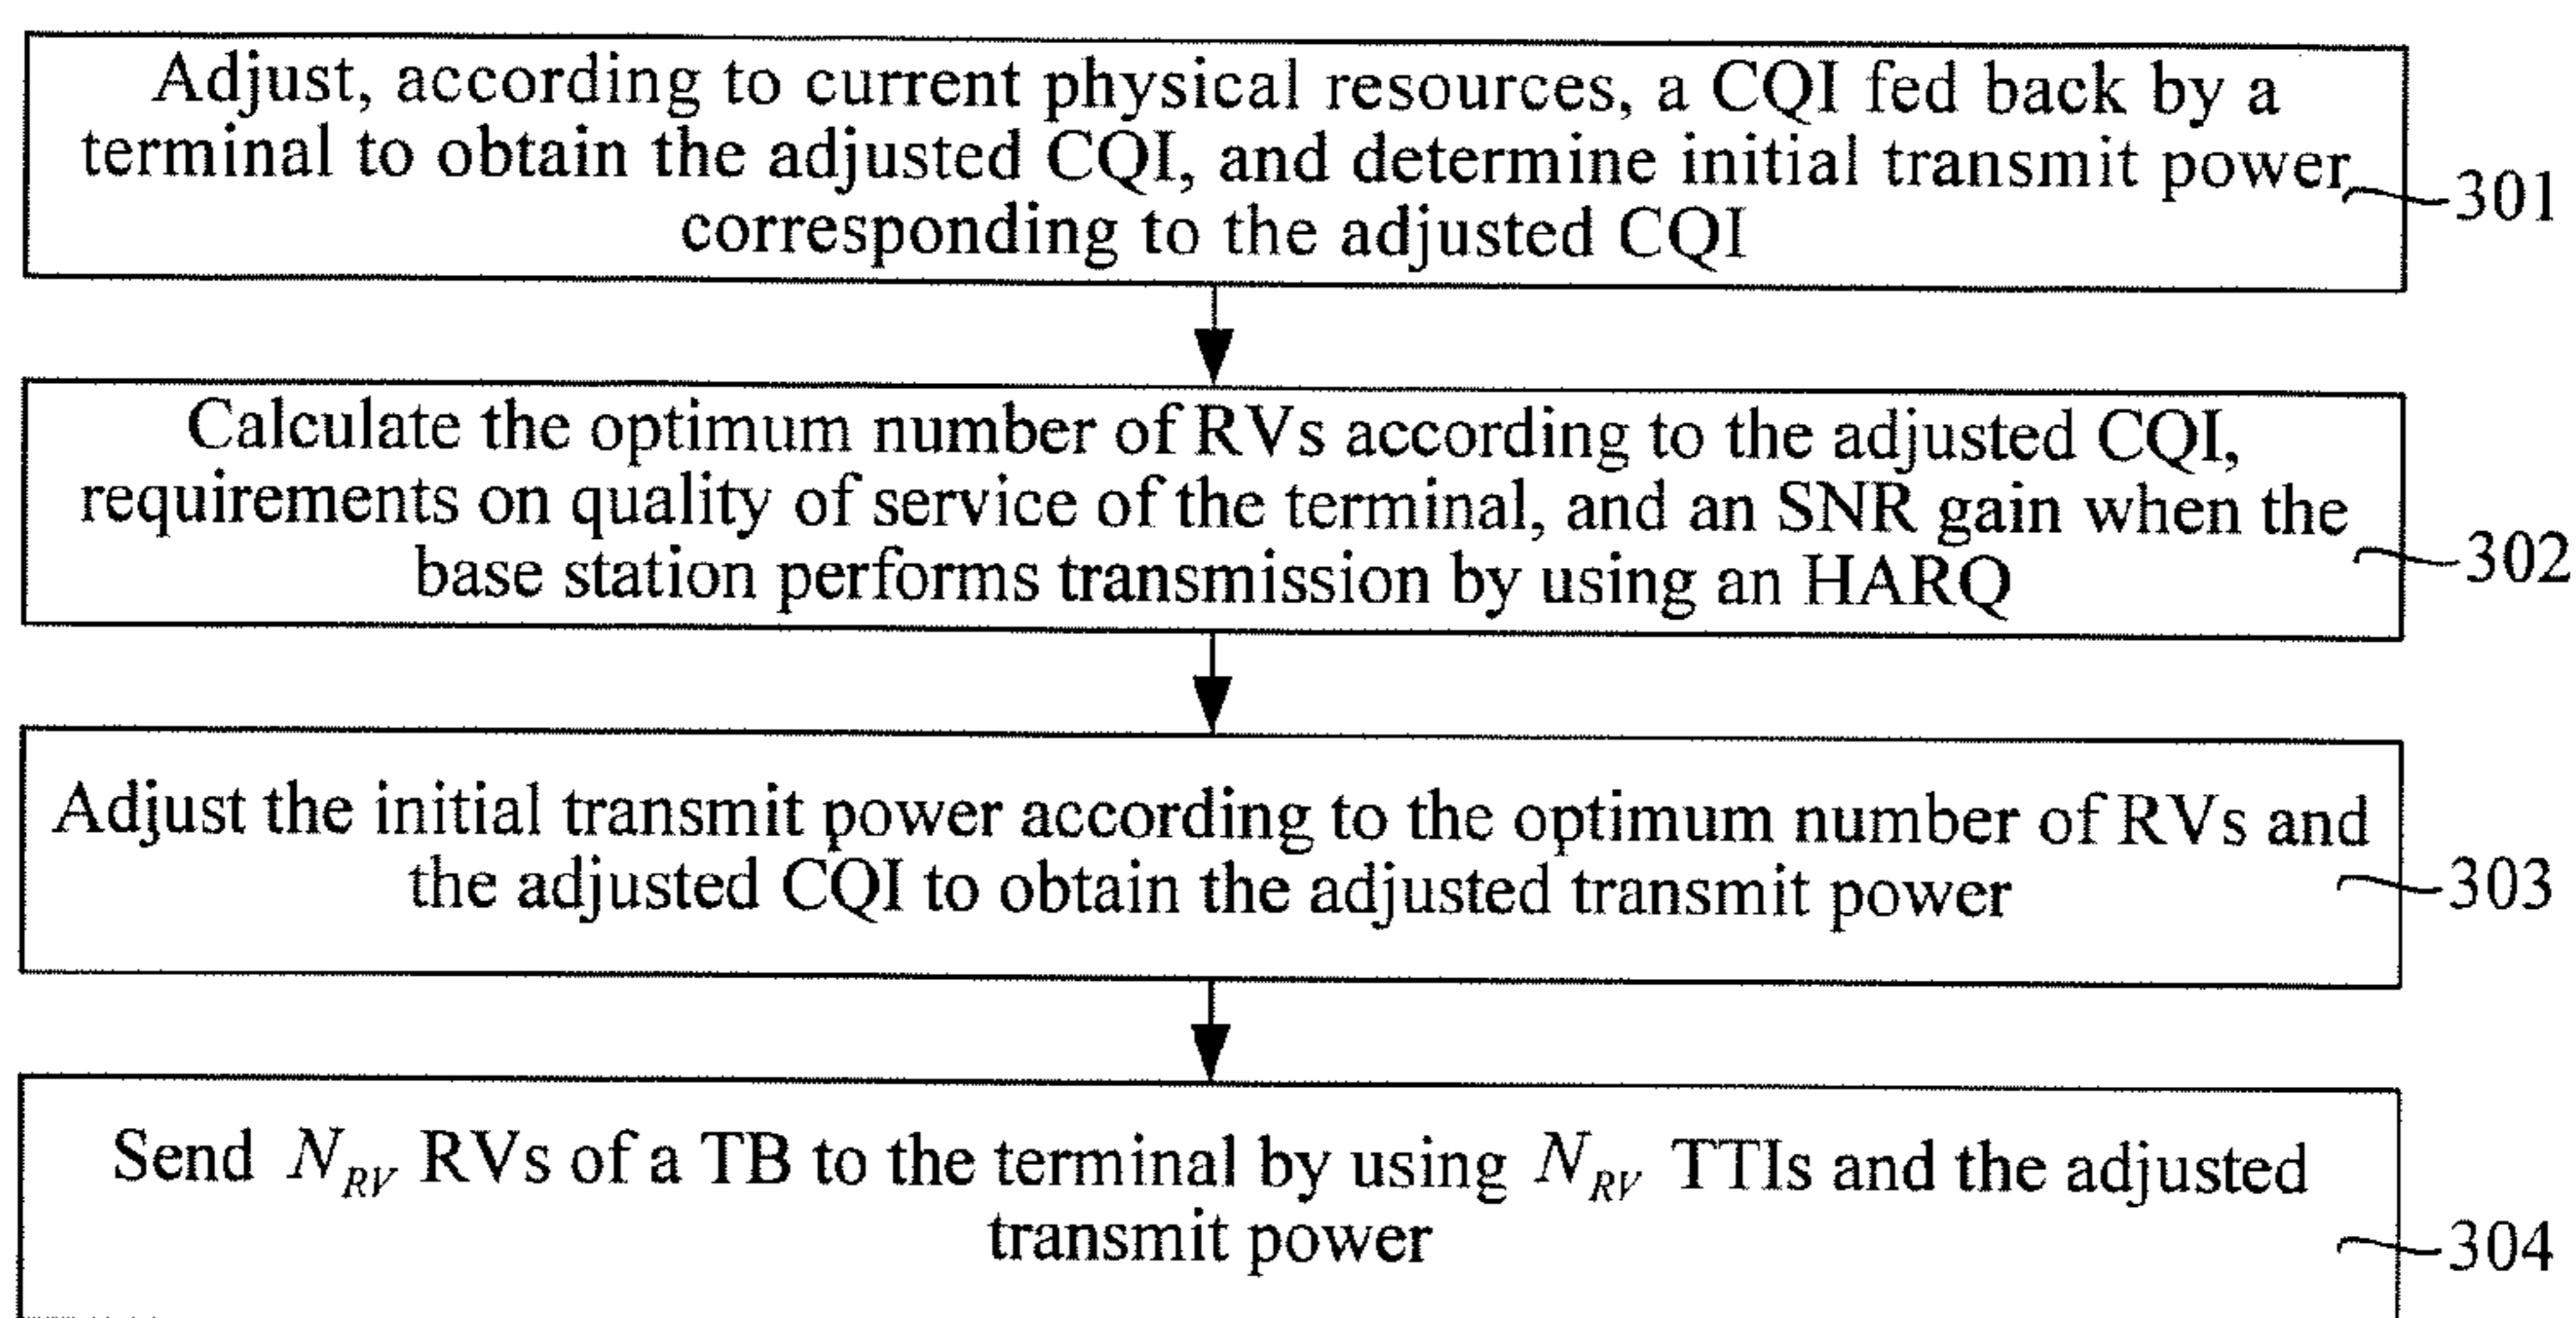 Adjust, according to current physical resources, a CQI fed back by a
terminal to obtain the adjusted CQI, and determine initial transmit power
corresponding to the adjusted CQI
301
Calculate the optimum number of RVs according to the adjusted CQI,
requirements on quality of service of the terminal, and an SNR gain when the
base station performs transmission by using an HARQ
302
Adjust the initial transmit power according to the optimum number of RVs and
the adjusted CQI to obtain the adjusted transmit power
303
Send N_RV RVs of a TB to the terminal by using N_RV TTIs and the adjusted
transmit power
304